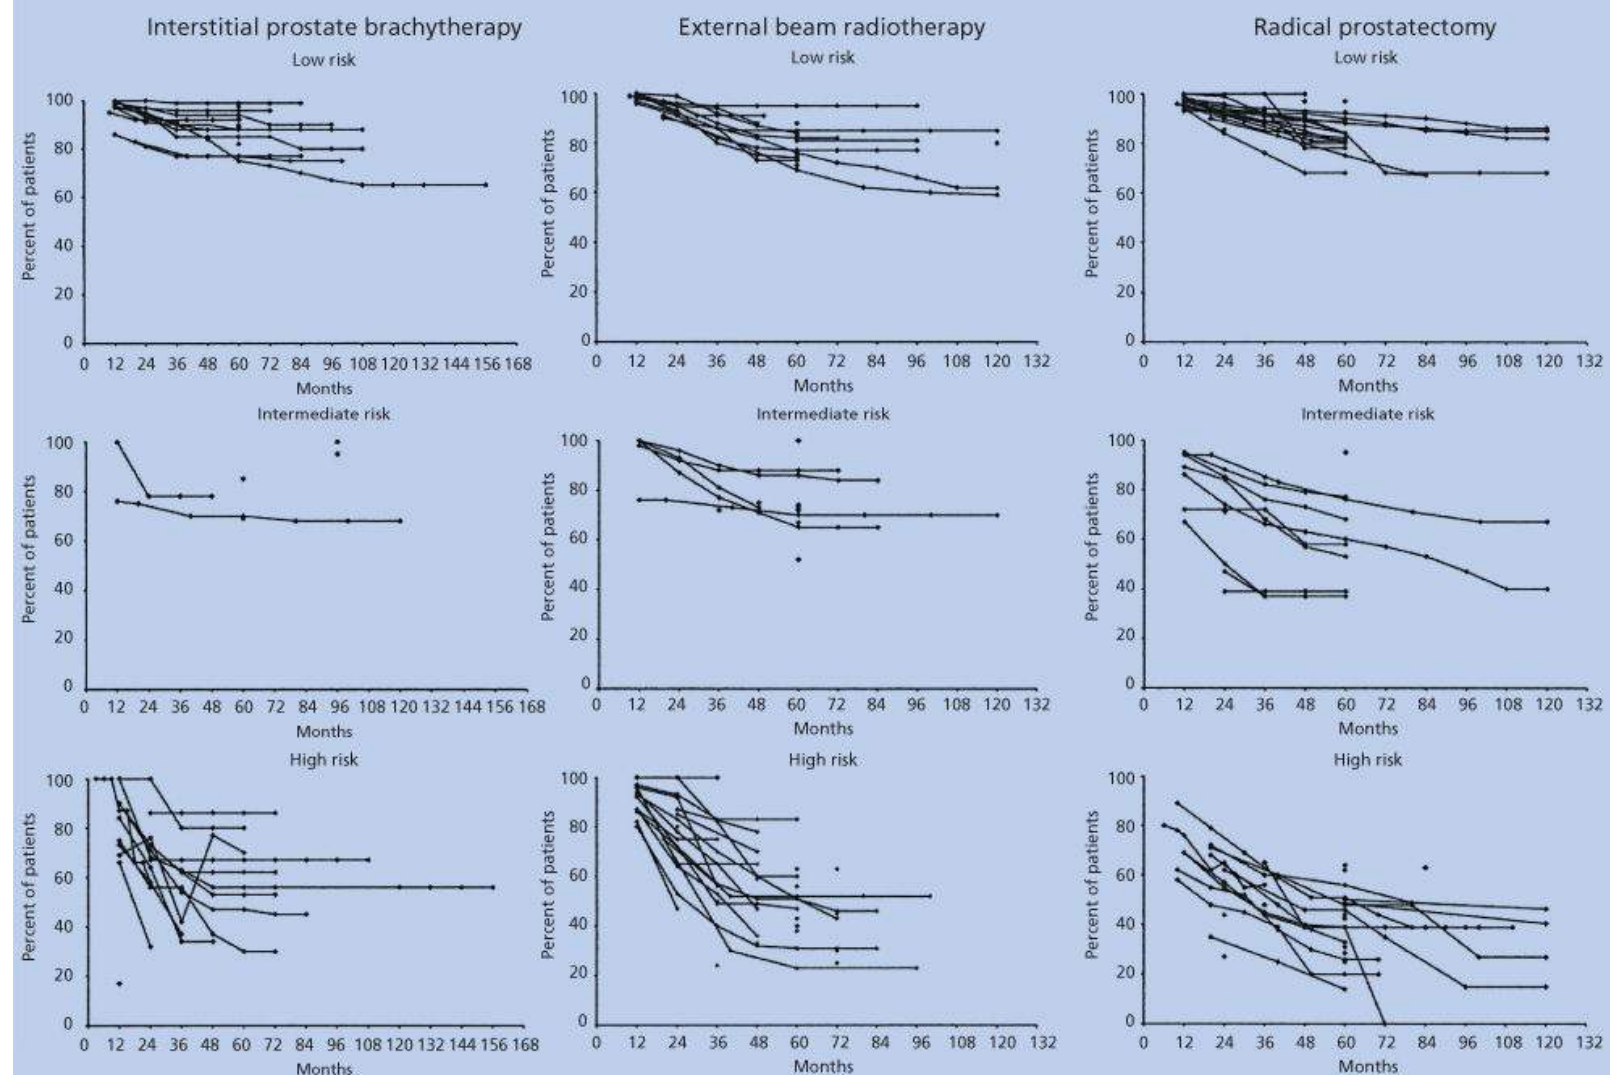 Interstitial prostate brachytherapy
Low risk
Percent of patients
100
80
60
40
20
0
0 12 24 36 48 60 72 84 96 108 120 132 144 156 168
Months
External beam radiotherapy
Low risk
Percent of patients
100
80
60
40
20
0
0 12 24 36 48 60 72 84 96 108 120 132
Months
Radical prostatectomy
Low risk
Percent of patients
100
80
60
40
20
0
0 12 24 36 48 60 72 84 96 108 120 132
Months
Intermediate risk
Percent of patients
100
80
60
40
20
0
0 12 24 36 48 60 72 84 96 108 120 132 144 156 168
Months
Intermediate risk
Percent of patients
100
80
60
40
20
0
0 12 24 36 48 60 72 84 96 108 120 132
Months
Intermediate risk
Percent of patients
100
80
60
40
20
0
0 12 24 36 48 60 72 84 96 108 120 132
Months
High risk
Percent of patients
100
80
60
40
20
0
0 12 24 36 48 60 72 84 96 108 120 132 144 156 168
Months
High risk
Percent of patients
100
80
60
40
20
0
0 12 24 36 48 60 72 84 96 108 120 132
Months
High risk
Percent of patients
100
80
60
40
20
0
0 12 24 36 48 60 72 84 96 108 120 132
Months